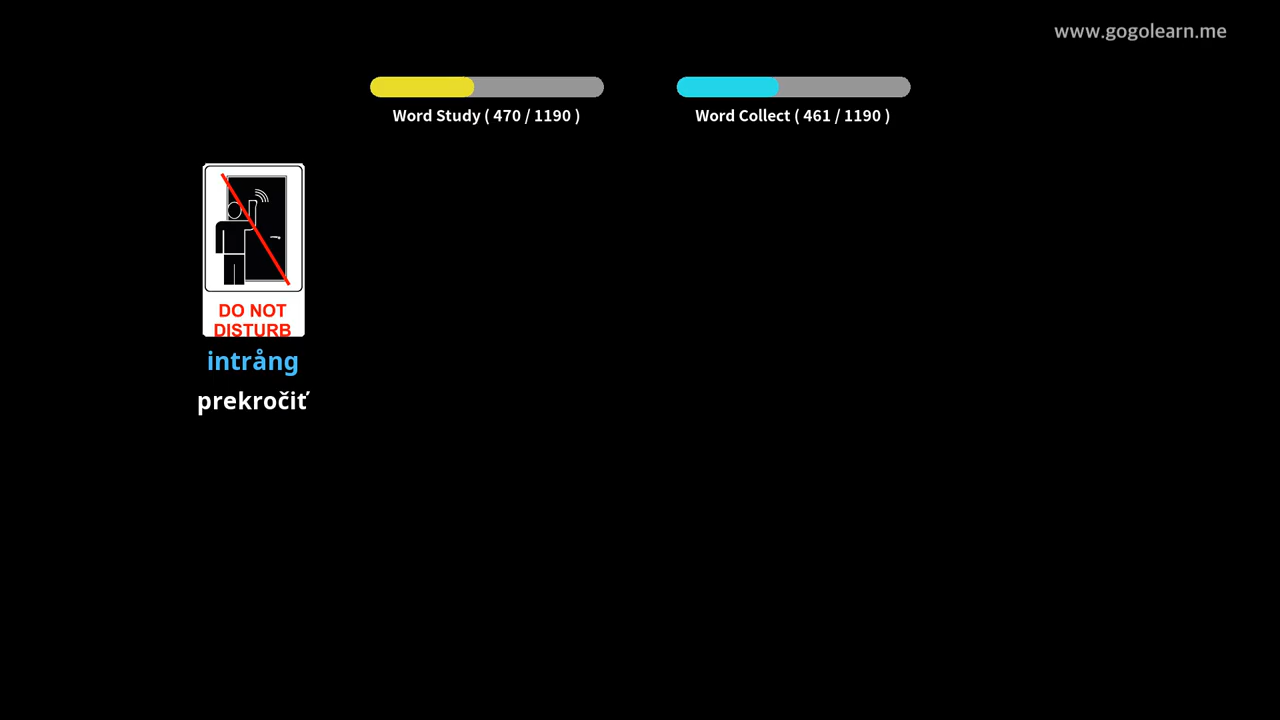 www.gogolearn.me
Word Study ( 470 / 1190 )
Word Collect ( 461 / 1190 )
DO NOT
DISTURB
intrång
prekročiť